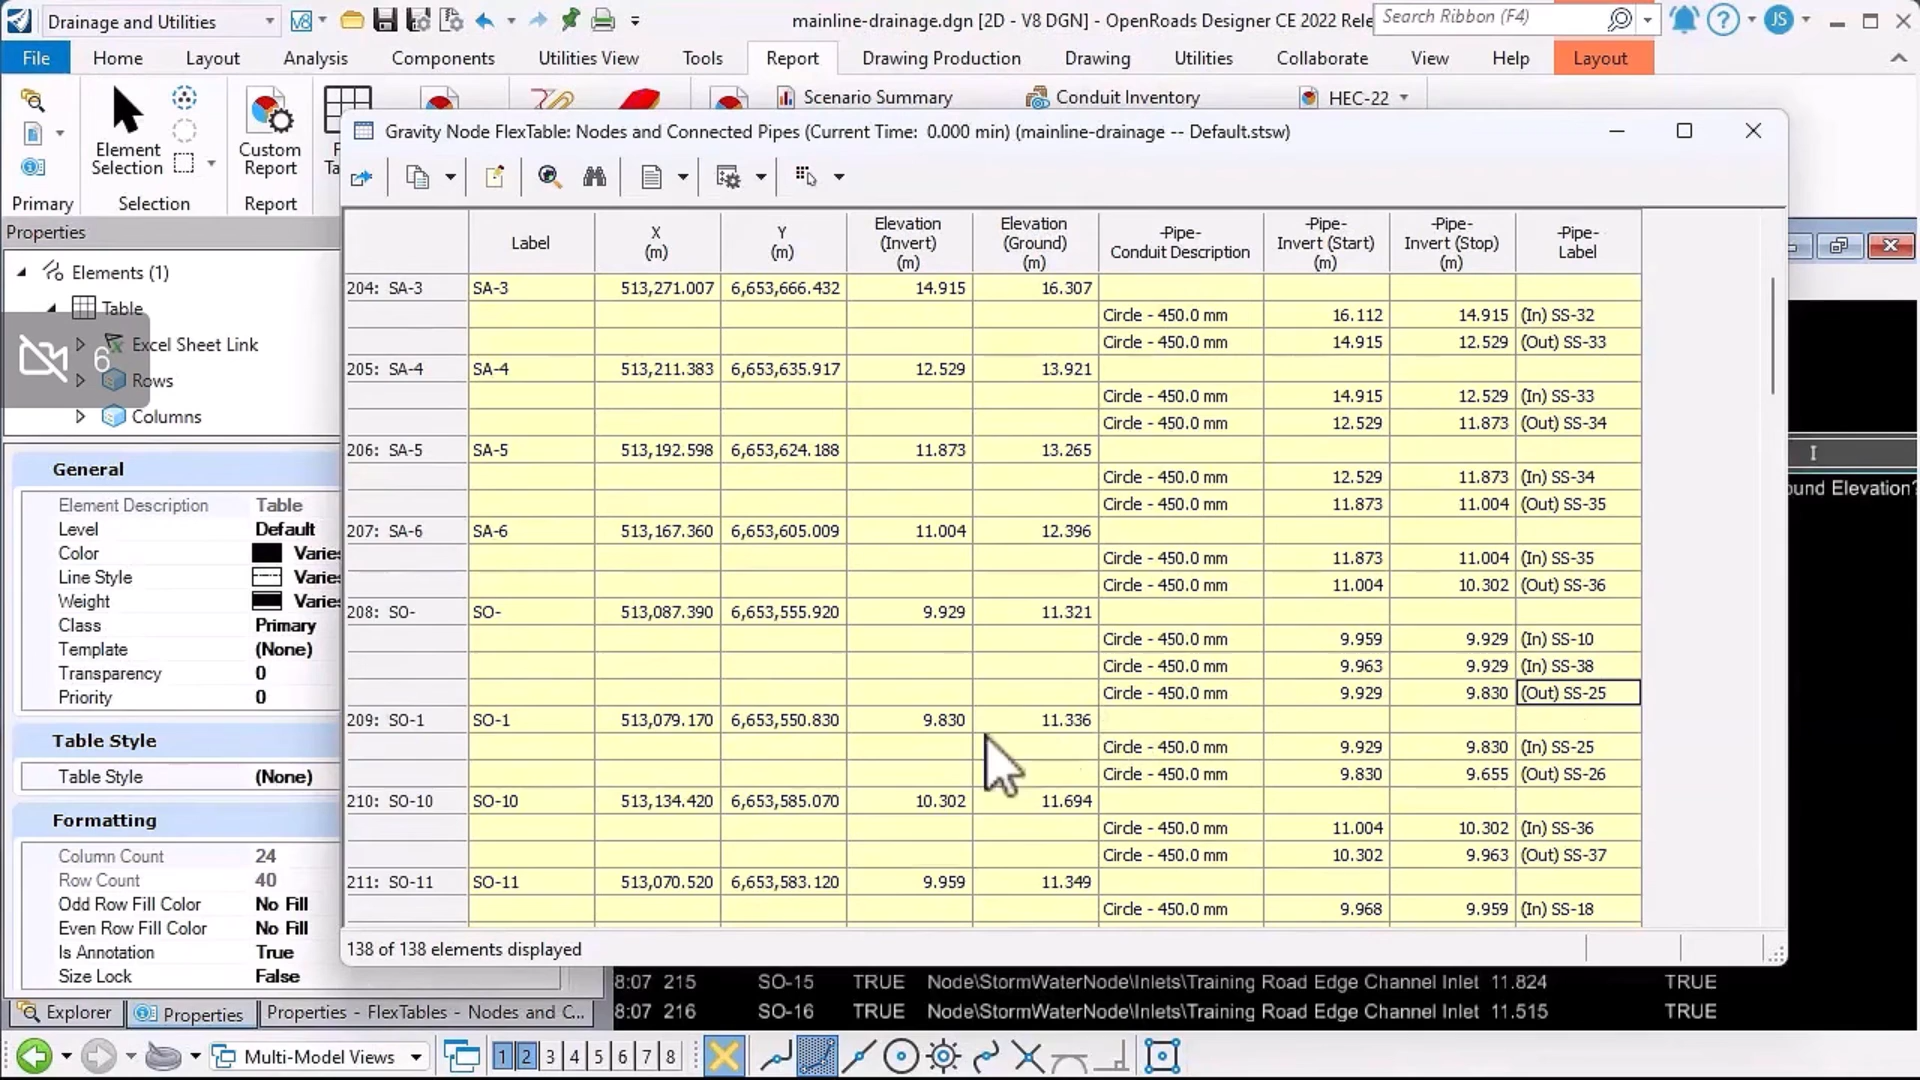 Drainage and Utilities
V8
mainline-drainage.dgn [2D - V8 DGN] - OpenRoads Designer CE 2022 Rele
Search Ribbon (F4)
JS
File Home Layout Analysis Components Utilities View Tools Report Drawing Production Drawing Utilities Collaborate View Help Layout
Primary
Element
Selection
Selection
Custom
Report
Report
Scenario Summary
Conduit Inventory
HEC-22
Gravity Node FlexTable: Nodes and Connected Pipes (Current Time: 0.000 min) (mainline-drainage -- Default.stsw)
Properties
Elements (1)
Table
Excel Sheet Link
6
Rows
Columns
General
Element Description Table
Level Default
Color Varie
Line Style Varie
Weight Varie
Class Primary
Template (None)
Transparency 0
Priority 0
Table Style
Table Style (None)
Formatting
Column Count 24
Row Count 40
Odd Row Fill Color No Fill
Even Row Fill Color No Fill
Is Annotation True
Size Lock False
Label X (m) Y (m) Elevation (Invert) (m) Elevation (Ground) (m) -Pipe- Conduit Description -Pipe- Invert (Start) (m) -Pipe- Invert (Stop) (m) -Pipe- Label
204: SA-3 SA-3 513,271.007 6,653,666.432 14.915 16.307
Circle - 450.0 mm 16.112 14.915 (In) SS-32
Circle - 450.0 mm 14.915 12.529 (Out) SS-33
205: SA-4 SA-4 513,211.383 6,653,635.917 12.529 13.921
Circle - 450.0 mm 14.915 12.529 (In) SS-33
Circle - 450.0 mm 12.529 11.873 (Out) SS-34
206: SA-5 SA-5 513,192.598 6,653,624.188 11.873 13.265
Circle - 450.0 mm 12.529 11.873 (In) SS-34
Circle - 450.0 mm 11.873 11.004 (Out) SS-35
207: SA-6 SA-6 513,167.360 6,653,605.009 11.004 12.396
Circle - 450.0 mm 11.873 11.004 (In) SS-35
Circle - 450.0 mm 11.004 10.302 (Out) SS-36
208: SO- SO- 513,087.390 6,653,555.920 9.929 11.321
Circle - 450.0 mm 9.959 9.929 (In) SS-10
Circle - 450.0 mm 9.963 9.929 (In) SS-38
Circle - 450.0 mm 9.929 9.830 (Out) SS-25
209: SO-1 SO-1 513,079.170 6,653,550.830 9.830 11.336
Circle - 450.0 mm 9.929 9.830 (In) SS-25
Circle - 450.0 mm 9.830 9.655 (Out) SS-26
210: SO-10 SO-10 513,134.420 6,653,585.070 10.302 11.694
Circle - 450.0 mm 11.004 10.302 (In) SS-36
Circle - 450.0 mm 10.302 9.963 (Out) SS-37
211: SO-11 SO-11 513,070.520 6,653,583.120 9.959 11.349
Circle - 450.0 mm 9.968 9.959 (In) SS-18
138 of 138 elements displayed
I
und Elevation?
8:07 215 SO-15 TRUE Node\StormWaterNode\Inlets\Training Road Edge Channel Inlet 11.824 TRUE
8:07 216 SO-16 TRUE Node\StormWaterNode\Inlets\Training Road Edge Channel Inlet 11.515 TRUE
Explorer Properties Properties - FlexTables - Nodes and C...
Multi-Model Views 1 2 3 4 5 6 7 8